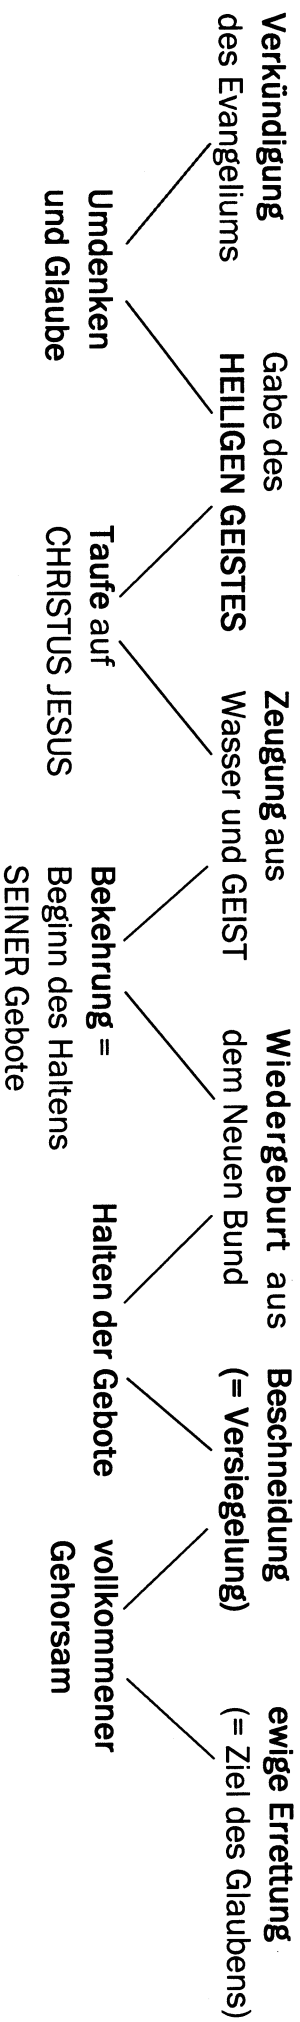 Verkündigung
des Evangeliums
Umdenken
und Glaube
Gabe des
HEILIGEN GEISTES
Taufe auf
CHRISTUS JESUS
Zeugung aus
Wasser und GEIST
Bekehrung =
Beginn des Haltens
SEINER Gebote
Wiedergeburt aus
dem Neuen Bund
Halten der Gebote
Beschneidung
(= Versiegelung)
vollkommener
Gehorsam
ewige Errettung
(= Ziel des Glaubens)